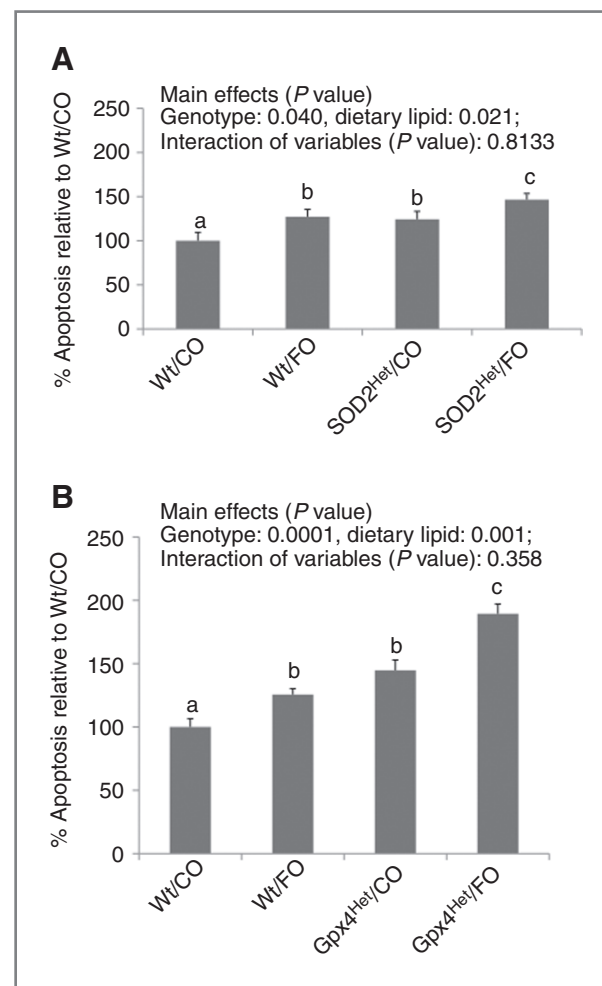 A
Main effects (P value)
Genotype: 0.040, dietary lipid: 0.021;
Interaction of variables (P value): 0.8133
% Apoptosis relative to Wt/CO
250
200
150
100
50
0
a
b
b
c
Wt/CO
Wt/FO
SOD2Het/CO
SOD2Het/FO
B
Main effects (P value)
Genotype: 0.0001, dietary lipid: 0.001;
Interaction of variables (P value): 0.358
% Apoptosis relative to Wt/CO
250
200
150
100
50
0
a
b
b
c
Wt/CO
Wt/FO
Gpx4Het/CO
Gpx4Het/FO